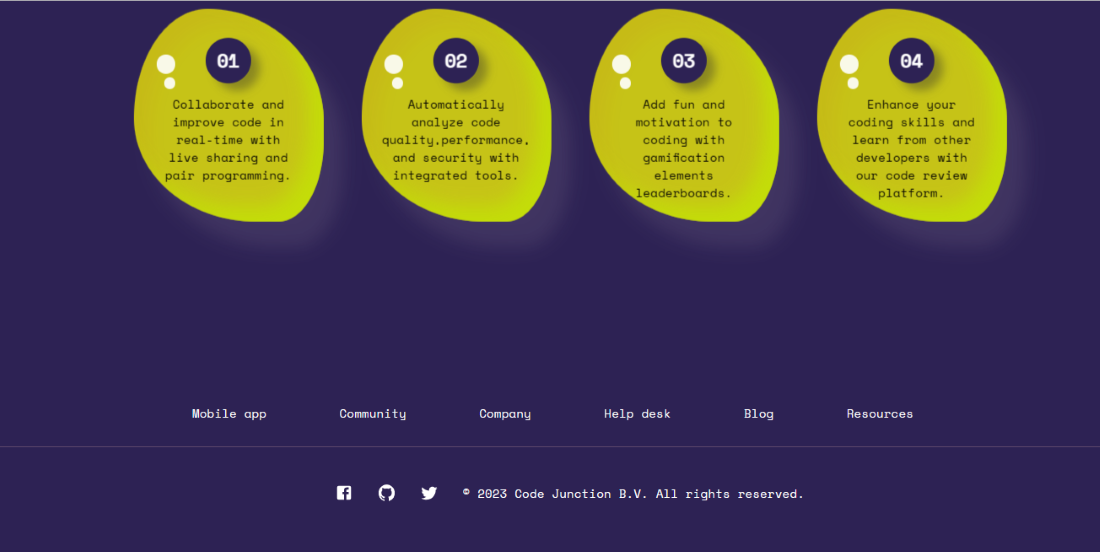 01
Collaborate and
improve code in
real-time with
live sharing and
pair programming.
02
Automatically
analyze code
quality,performance,
and security with
integrated tools.
03
Add fun and
motivation to
coding with
gamification
elements
leaderboards.
04
Enhance your
coding skills and
learn from other
developers with
our code review
platform.
Mobile app Community Company Help desk Blog Resources
© 2023 Code Junction B.V. All rights reserved.